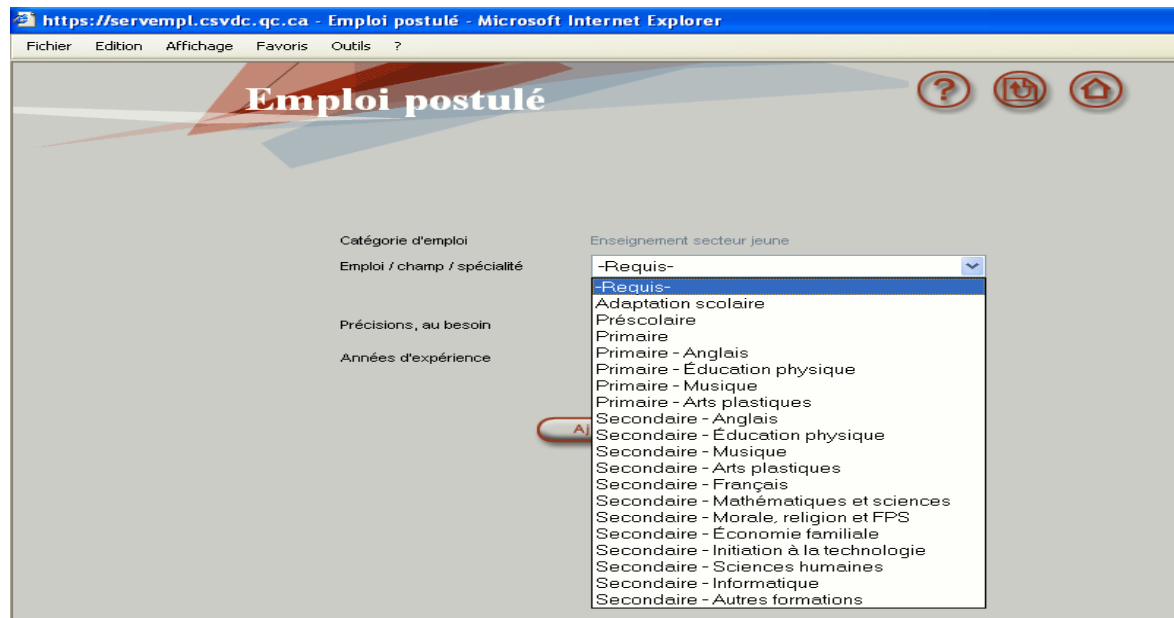 https://servempl.csvdc.qc.ca - Emploi postulé - Microsoft Internet Explorer
Fichier Edition Affichage Favoris Outils ?
Emploi postulé
Catégorie d'emploi Enseignement secteur jeune
Emploi / champ / spécialité -Requis-
-Requis-
Adaptation scolaire
Préscolaire
Précisions, au besoin
Primaire
Primaire - Anglais
Années d'expérience
Primaire - Éducation physique
Primaire - Musique
Primaire - Arts plastiques
Secondaire - Anglais
Aj
Secondaire - Éducation physique
Secondaire - Musique
Secondaire - Arts plastiques
Secondaire - Français
Secondaire - Mathématiques et sciences
Secondaire - Morale, religion et FPS
Secondaire - Économie familiale
Secondaire - Initiation à la technologie
Secondaire - Sciences humaines
Secondaire - Informatique
Secondaire - Autres formations